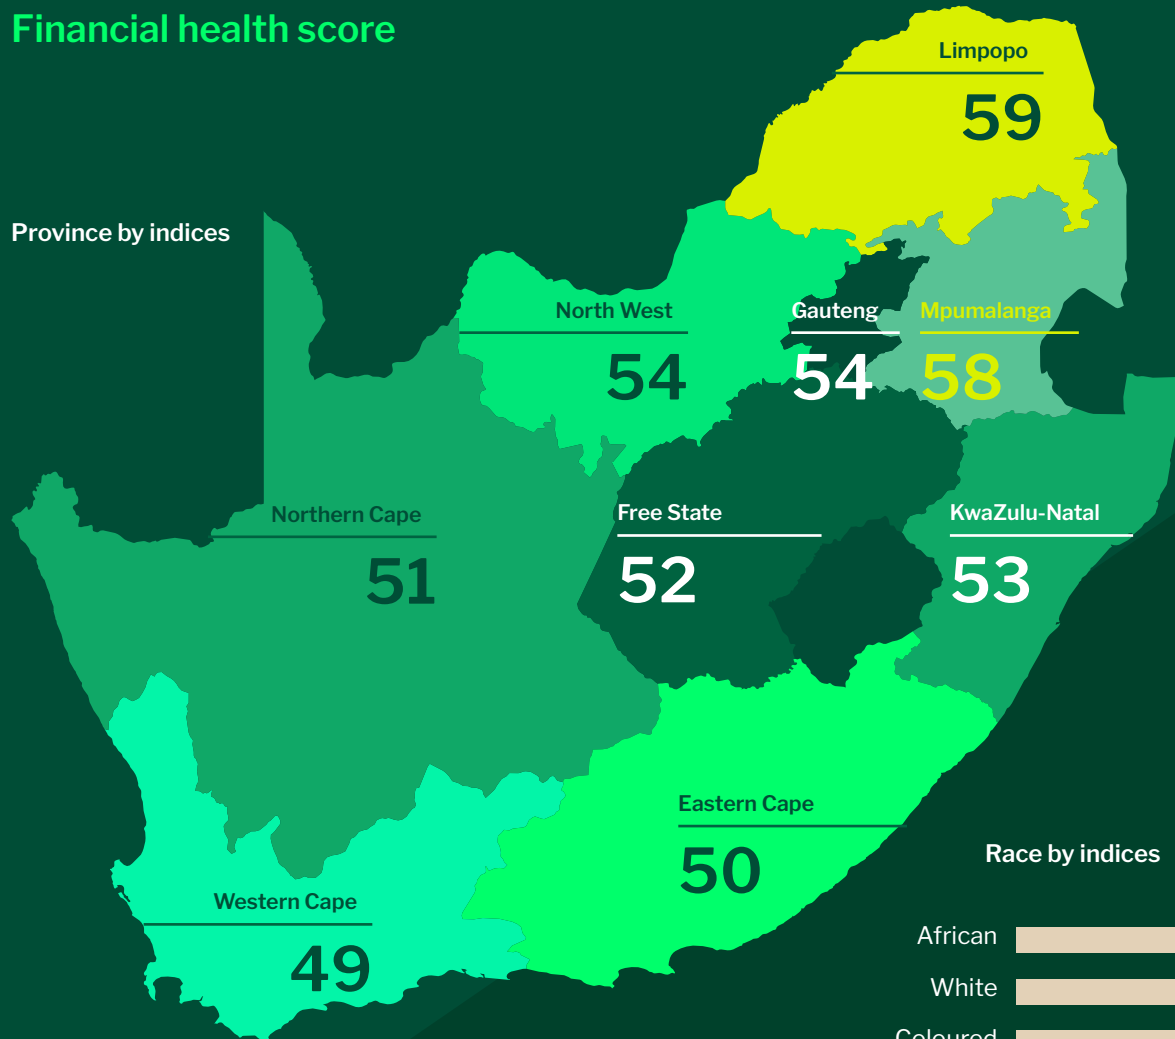 Financial health score
Limpopo
59
Province by indices
North West
54
Gauteng
54
Mpumalanga
58
Northern Cape
51
Free State
52
KwaZulu-Natal
53
Eastern Cape
50
Western Cape
49
Race by indices
African
White
Coloured